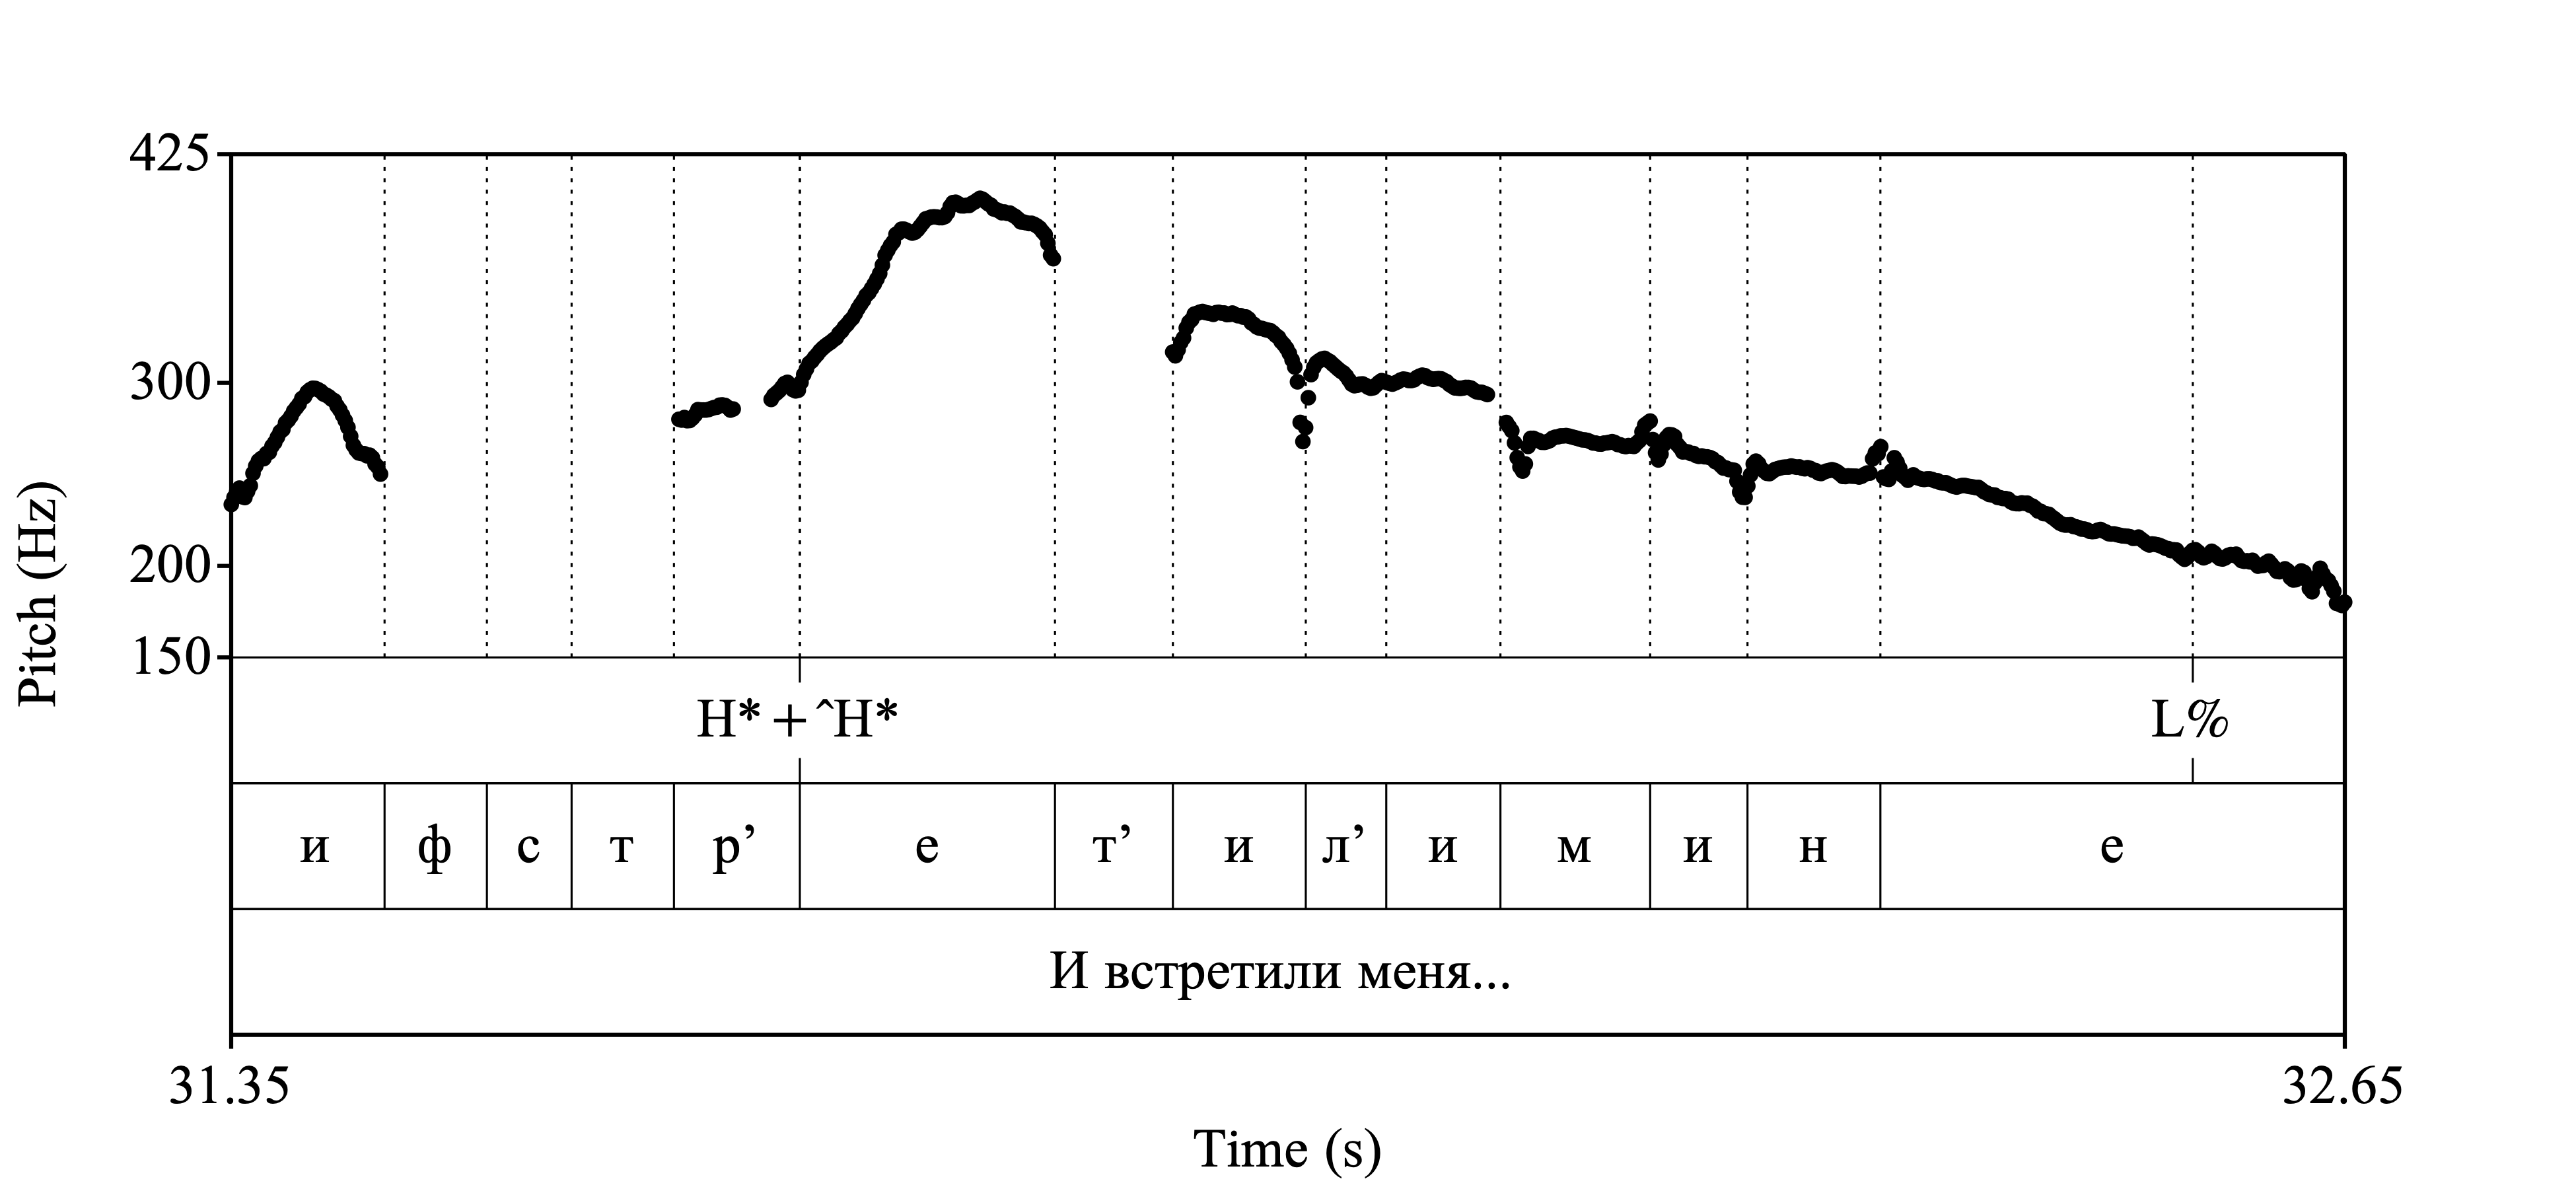 425
300
200
150
Pitch (Hz)
H* + ^H* L%
и ф с т р’ е т’ и л’ и м и н е
И встретили меня...
31.35 32.65
Time (s)